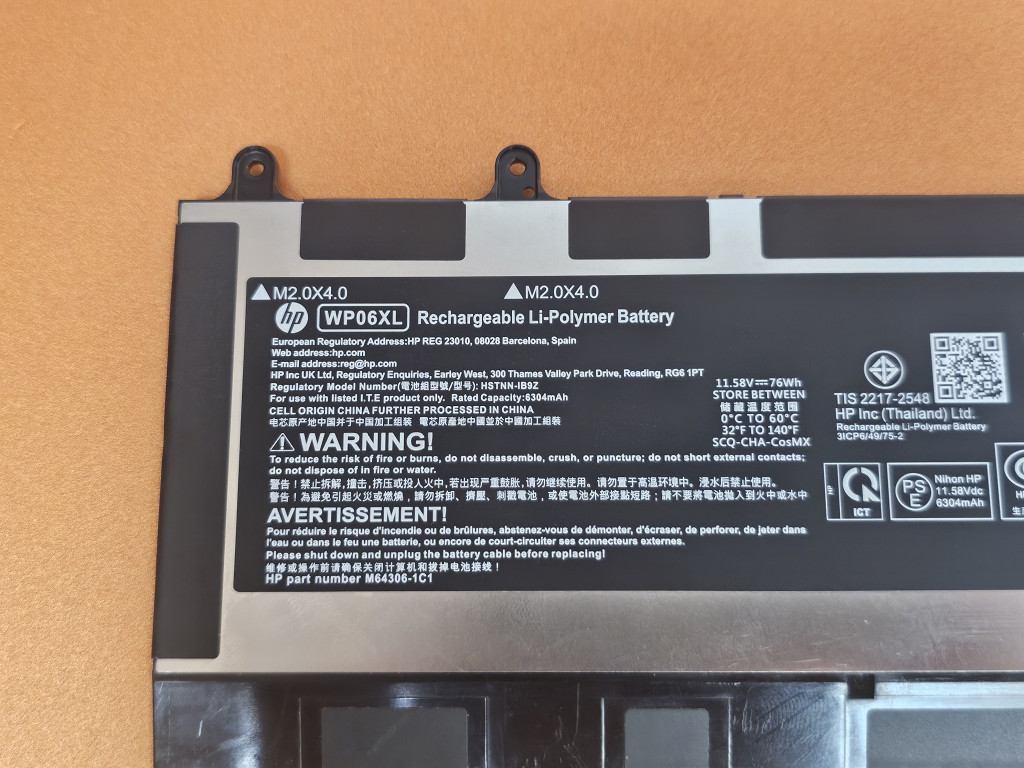 M2.0X4.0
M2.0X4.0
hp WP06XL Rechargeable Li-Polymer Battery
European Regulatory Address:HP REG 23010, 08028 Barcelona, Spain
Web address:hp.com
E-mail address:reg@hp.com
HP Inc UK Ltd, Regulatory Enquiries, Earley West, 300 Thames Valley Park Drive, Reading, RG6 1PT
Regulatory Model Number(電池組型號/型号): HSTNN-IB9Z
For use with listed I.T.E product only. Rated Capacity:6304mAh
CELL ORIGIN CHINA FURTHER PROCESSED IN CHINA
电芯原产地中国并于中国加工组装 電芯原產地中國並於中國加工組裝
WARNING!
To reduce the risk of fire or burns, do not disassemble, crush, or puncture; do not short external contacts;
do not dispose of in fire or water.
警告！禁止拆解,撞击,挤压或投入火中,若出现严重鼓胀,请勿继续使用。请勿置于高温环境中。浸水后禁止使用。
警告！為避免引起火災或燃燒，請勿拆卸、擠壓、刺戳電池，或使電池外部接點短路；請不要將電池拋入到火中或水中
AVERTISSEMENT!
Pour réduire le risque d'incendie ou de brûlures, abstenez-vous de démonter, d'écraser, de perforer, de jeter dans
l'eau ou dans le feu une batterie, ou encore de court-circuiter ses connecteurs externes.
Please shut down and unplug the battery cable before replacing!
维修或操作前请确保关闭计算机和拔掉电池接线！
HP part number M64306-1C1
11.58V⎓76Wh
STORE BETWEEN
儲藏溫度范围
0°C TO 60°C
32°F TO 140°F
SCQ-CHA-CosMX
TIS 2217-2548
HP Inc (Thailand) Ltd.
Rechargeable Li-Polymer Battery
3ICP6/49/75-2
HP
ICT
PS
E
Nihon HP
11.58Vdc
6304mAh